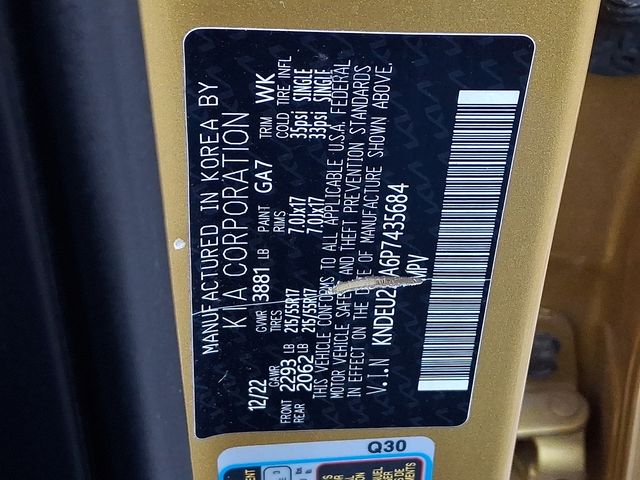 MANUFACTURED IN KOREA BY
KIA CORPORATION
12/22 GVWR 3881 LB PAINT GA7 TRIM WK
GAWR TIRES RIMS COLD TIRE INFL
FRONT 2293 LB 215/55R17 7.0Jx17 35psi SINGLE
REAR 2062 LB 215/55R17 7.0Jx17 33psi SINGLE
THIS VEHICLE CONFORMS TO ALL APPLICABLE U.S.A. FEDERAL
MOTOR VEHICLE SAFETY AND THEFT PREVENTION STANDARDS
IN EFFECT ON THE DATE OF MANUFACTURE SHOWN ABOVE.
V.I.N KNDEU2 A6P7435684
MPV
Q30